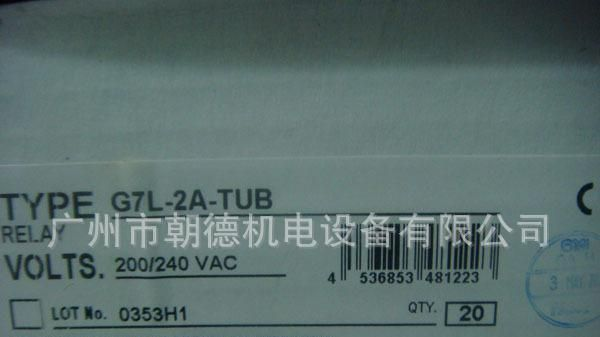 TYPE G7L-2A-TUB
RELAY
广州市朝德机电设备有限公司
VOLTS. 200/240 VAC
4 536853 481223
LOT No. 0353H1
QTY. 20